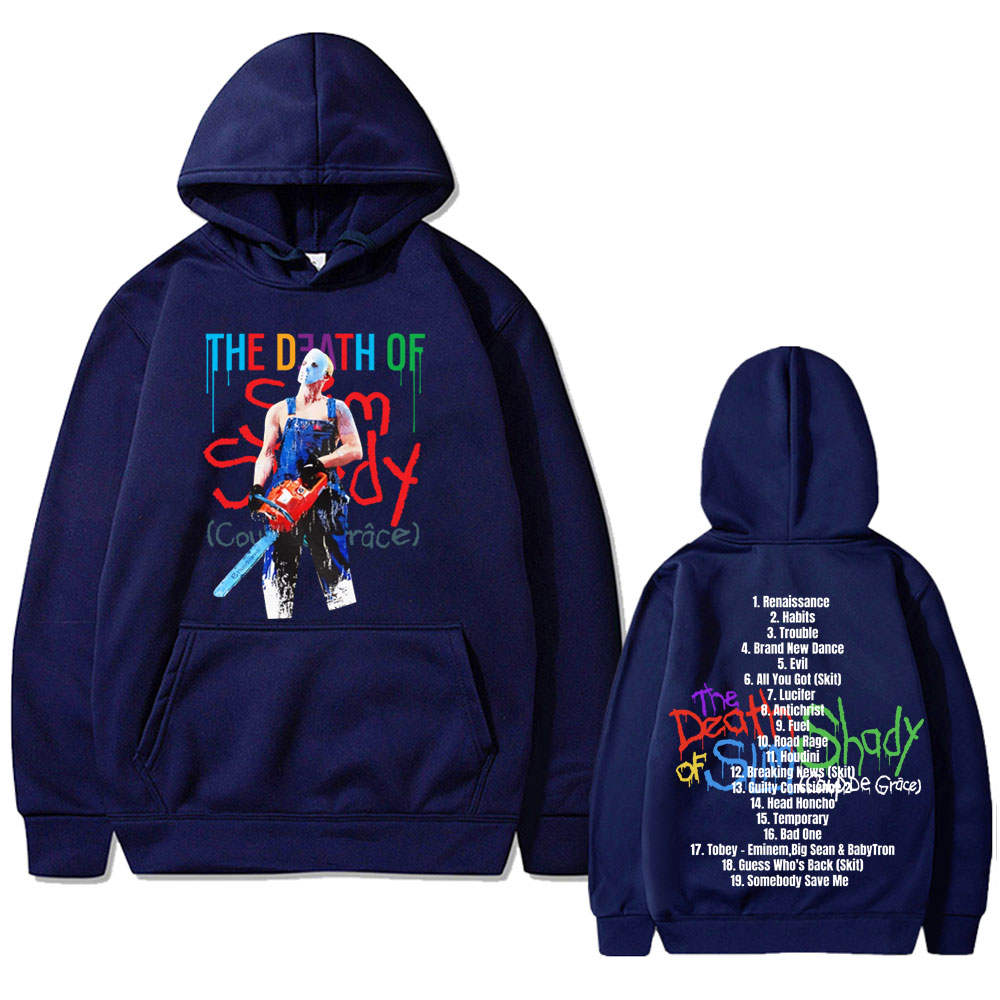 THE DEATH OF
Slim
Shady
(Cou râce)
1. Renaissance
2. Habits
3. Trouble
4. Brand New Dance
5. Evil
6. All You Got (Skit)
7. Lucifer
8. Antichrist
9. Fuel
10. Road Rage
11. Houdini
12. Breaking News (Skit)
13. Guilty Conscience 2
14. Head Honcho
15. Temporary
16. Bad One
17. Tobey - Eminem,Big Sean & BabyTron
18. Guess Who's Back (Skit)
19. Somebody Save Me
The
Death
OF Slim Shady
(Coup De Grâce)